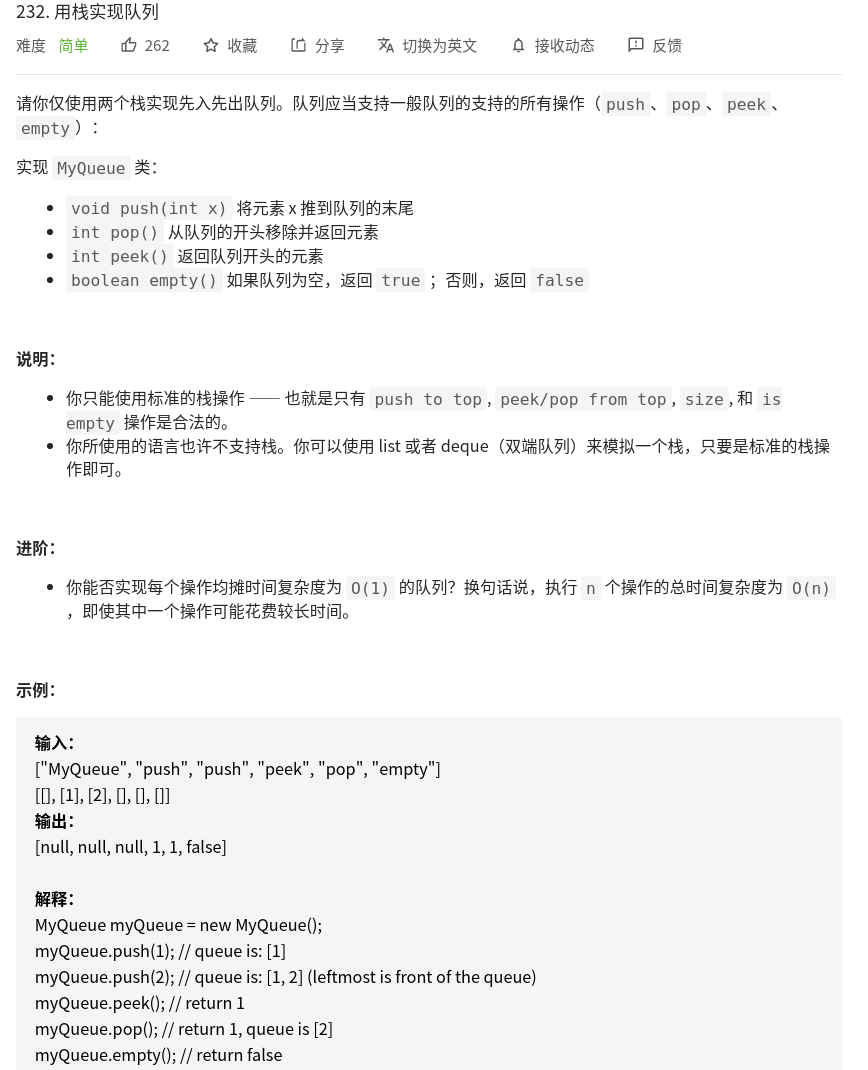 232. 用栈实现队列
难度 简单 262 收藏 分享 切换为英文 接收动态 反馈
请你仅使用两个栈实现先入先出队列。队列应当支持一般队列的支持的所有操作（push、pop、peek、
empty）：
实现 MyQueue 类：
void push(int x) 将元素 x 推到队列的末尾
int pop() 从队列的开头移除并返回元素
int peek() 返回队列开头的元素
boolean empty() 如果队列为空，返回 true ；否则，返回 false
说明：
你只能使用标准的栈操作 —— 也就是只有 push to top, peek/pop from top, size, 和 is
empty 操作是合法的。
你所使用的语言也许不支持栈。你可以使用 list 或者 deque（双端队列）来模拟一个栈，只要是标准的栈操
作即可。
进阶：
你能否实现每个操作均摊时间复杂度为 O(1) 的队列？换句话说，执行 n 个操作的总时间复杂度为 O(n)
，即使其中一个操作可能花费较长时间。
示例：
输入：
["MyQueue", "push", "push", "peek", "pop", "empty"]
[[], [1], [2], [], [], []]
输出：
[null, null, null, 1, 1, false]
解释：
MyQueue myQueue = new MyQueue();
myQueue.push(1); // queue is: [1]
myQueue.push(2); // queue is: [1, 2] (leftmost is front of the queue)
myQueue.peek(); // return 1
myQueue.pop(); // return 1, queue is [2]
myQueue.empty(); // return false